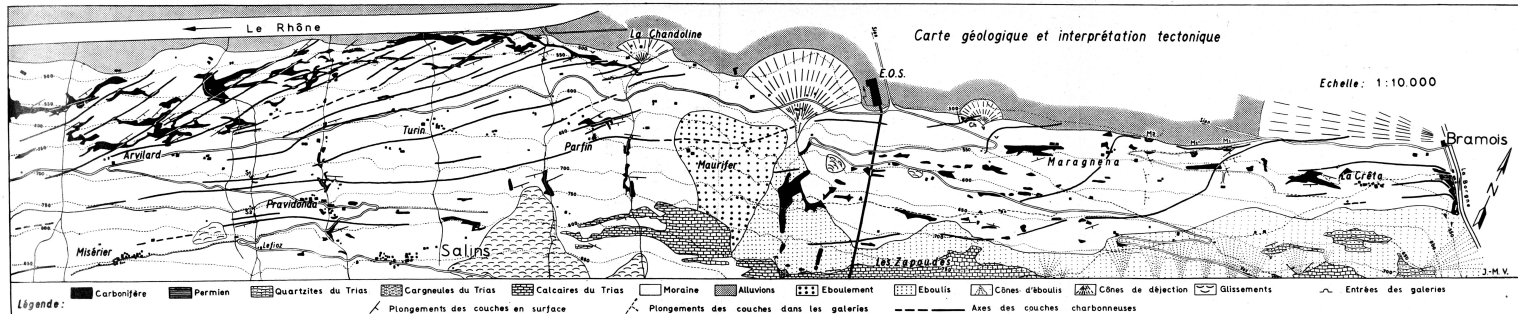 Le Rhône
Carte géologique et interprétation tectonique
La Chandoline
E.O.S.
Echelle: 1:10.000
Bramois
La Borgne
N
Turin
Parfin
Maurifer
Maragnena
La Crêta
Arvilard
Pravidonda
Misérier
Lefioz
Salins
les Zapaudes
J.-M.V.
Légende:
Carbonifère Permien Quartzites du Trias Cargneules du Trias Calcaires du Trias Moraine Alluvions Eboulement Eboulis Cônes d'éboulis Cônes de déjection Glissements Entrées des galeries
Plongements des couches en surface Plongements des couches dans les galeries Axes des couches charbonneuses